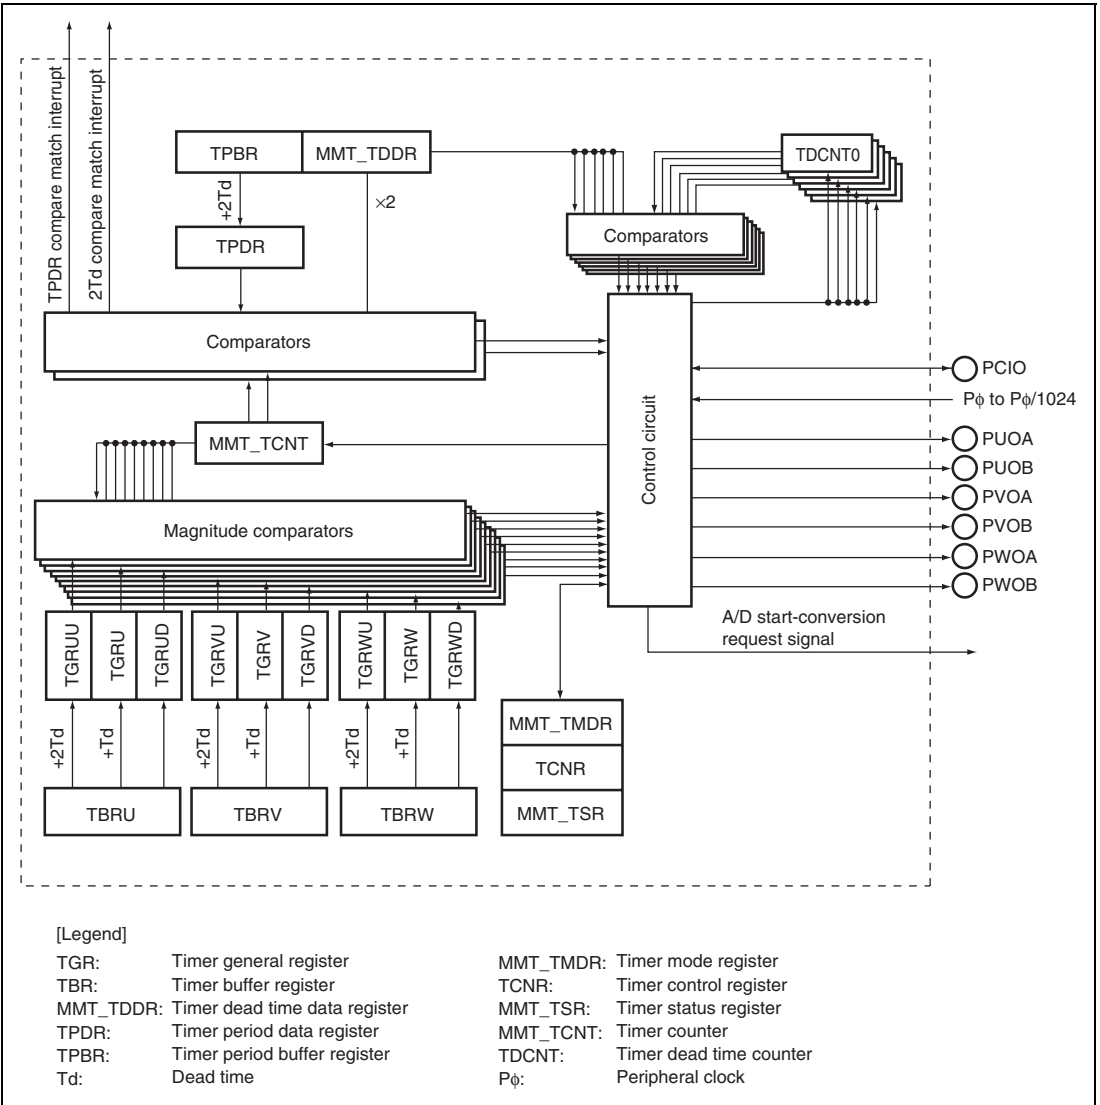 TPDR compare match interrupt
2Td compare match interrupt
TPBR
MMT_TDDR
TDCNT0
+2Td
×2
TPDR
Comparators
Comparators
MMT_TCNT
Control circuit
PCIO
Pϕ to Pϕ/1024
PUOA
PUOB
PVOA
PVOB
PWOA
PWOB
Magnitude comparators
A/D start-conversion
request signal
TGRUU
TGRU
TGRUD
TGRVU
TGRV
TGRVD
TGRWU
TGRW
TGRWD
+2Td
+Td
+2Td
+Td
+2Td
+Td
TBRU
TBRV
TBRW
MMT_TMDR
TCNR
MMT_TSR
[Legend]
TGR: Timer general register
TBR: Timer buffer register
MMT_TDDR: Timer dead time data register
TPDR: Timer period data register
TPBR: Timer period buffer register
Td: Dead time
MMT_TMDR: Timer mode register
TCNR: Timer control register
MMT_TSR: Timer status register
MMT_TCNT: Timer counter
TDCNT: Timer dead time counter
Pϕ: Peripheral clock